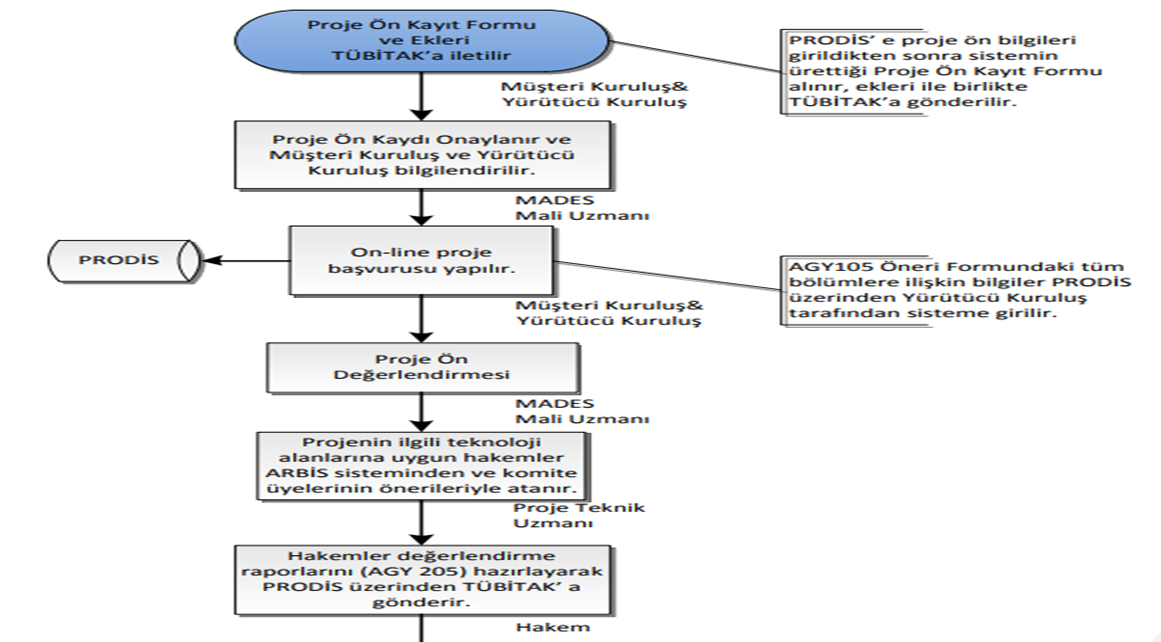 Proje Ön Kayıt Formu
ve Ekleri
TÜBİTAK’a iletilir
PRODİS’ e proje ön bilgileri
girildikten sonra sistemin
ürettiği Proje Ön Kayıt Formu
alınır, ekleri ile birlikte
TÜBİTAK’a gönderilir.
Müşteri Kuruluş&
Yürütücü Kuruluş
Proje Ön Kaydı Onaylanır ve
Müşteri Kuruluş ve Yürütücü
Kuruluş bilgilendirilir.
MADES
Mali Uzmanı
PRODİS
On-line proje
başvurusu yapılır.
AGY105 Öneri Formundaki tüm
bölümlere ilişkin bilgiler PRODİS
üzerinden Yürütücü Kuruluş
tarafından sisteme girilir.
Müşteri Kuruluş&
Yürütücü Kuruluş
Proje Ön
Değerlendirmesi
MADES
Mali Uzmanı
Projenin ilgili teknoloji
alanlarına uygun hakemler
ARBİS sisteminden ve komite
üyelerinin önerileriyle atanır.
Proje Teknik
Uzmanı
Hakemler değerlendirme
raporlarını (AGY 205) hazırlayarak
PRODİS üzerinden TÜBİTAK’ a
gönderir.
Hakem